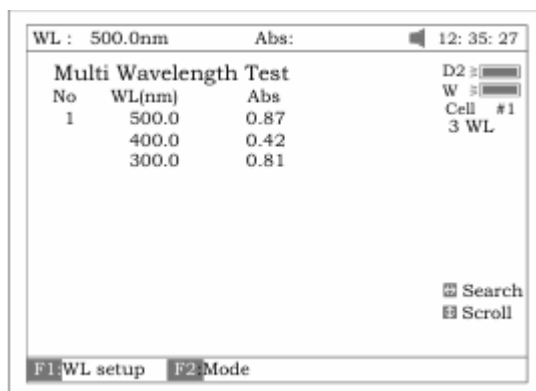 WL : 500.0nm Abs: 12: 35: 27
Multi Wavelength Test
No WL(nm) Abs
1 500.0 0.87
400.0 0.42
300.0 0.81
D2
W
Cell #1
3 WL
Search
Scroll
F1:WL setup F2:Mode